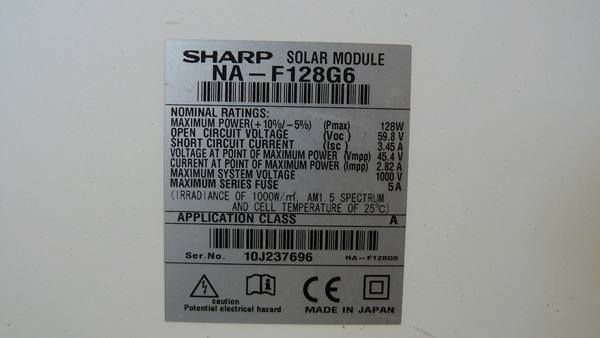 SHARP SOLAR MODULE
NA-F128G6
NOMINAL RATINGS:
MAXIMUM POWER(+10%/-5%) (Pmax) 128W
OPEN CIRCUIT VOLTAGE (Voc) 59.8 V
SHORT CIRCUIT CURRENT (Isc) 3.45 A
VOLTAGE AT POINT OF MAXIMUM POWER (Vmpp) 45.4 V
CURRENT AT POINT OF MAXIMUM POWER (Impp) 2.82 A
MAXIMUM SYSTEM VOLTAGE 1000 V
MAXIMUM SERIES FUSE 5 A
(IRRADIANCE OF 1000W/㎡, AM1.5 SPECTRUM
AND CELL TEMPERATURE OF 25℃)
APPLICATION CLASS A
Ser.No. 10J237696 NA-F128G6
caution
Potential electrical hazard
CE
MADE IN JAPAN